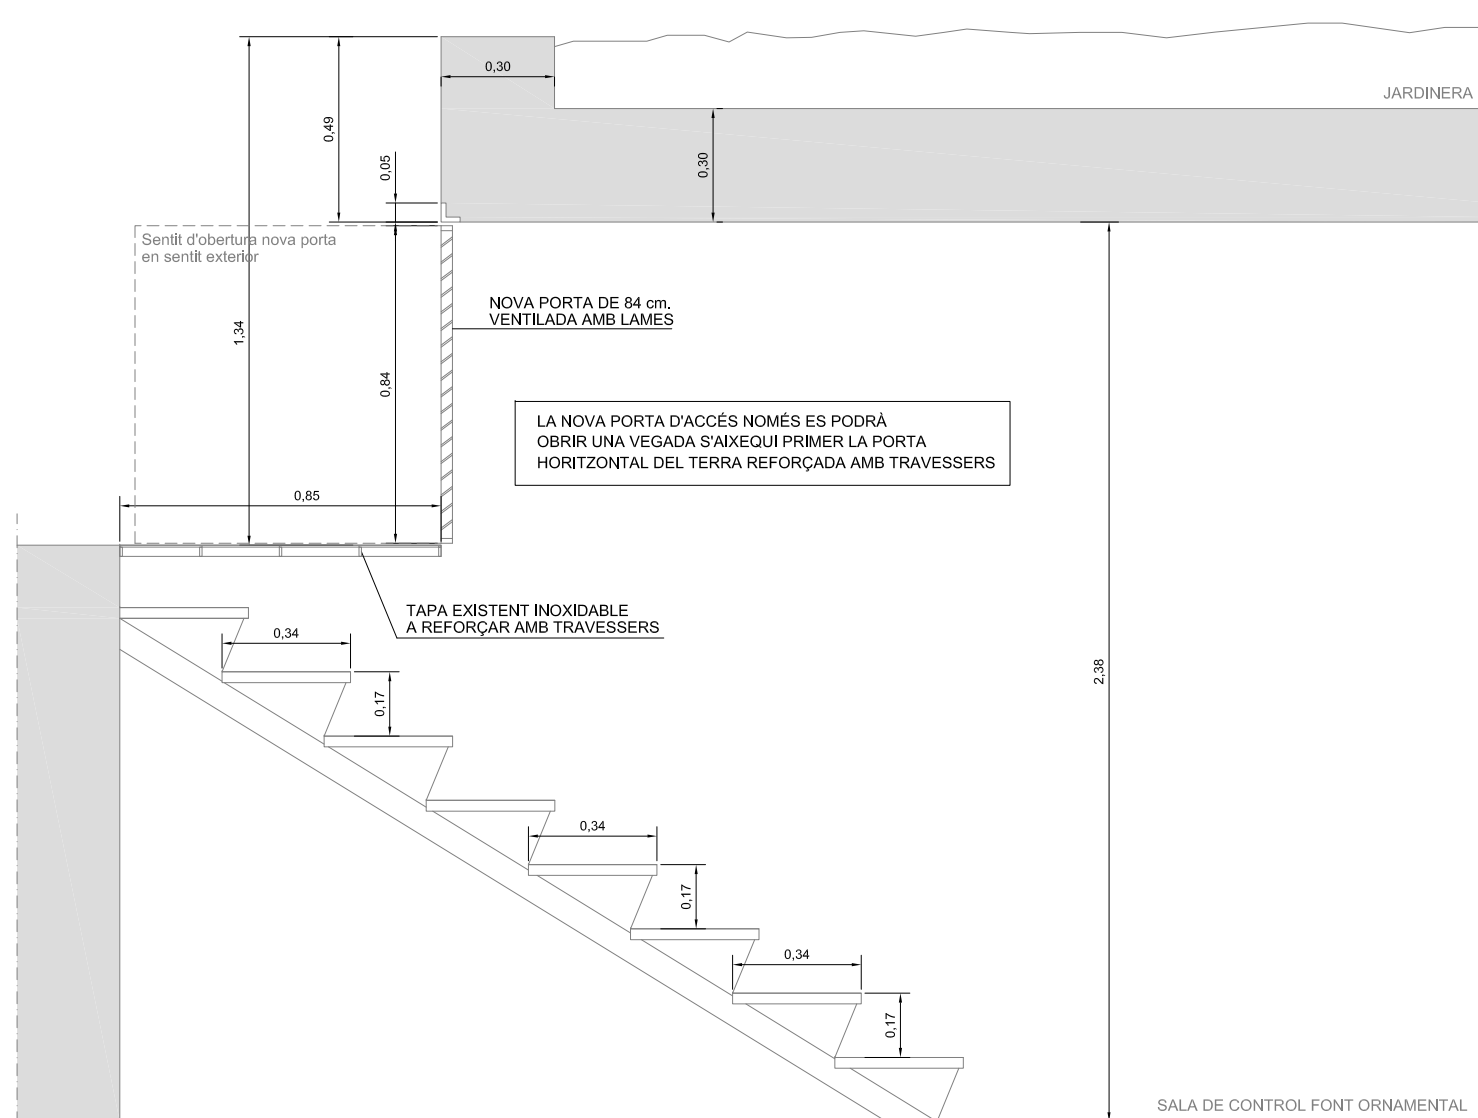 0,30
JARDINERA
0,49
0,05
0,30
Sentit d'obertura nova porta
en sentit exterior
NOVA PORTA DE 84 cm.
VENTILADA AMB LAMES
1,34
0,84
LA NOVA PORTA D'ACCÉS NOMÉS ES PODRÀ
OBRIR UNA VEGADA S'AIXEQUI PRIMER LA PORTA
HORITZONTAL DEL TERRA REFORÇADA AMB TRAVESSERS
0,85
TAPA EXISTENT INOXIDABLE
A REFORÇAR AMB TRAVESSERS
0,34
2,38
0,17
0,34
0,17
0,34
0,17
SALA DE CONTROL FONT ORNAMENTAL